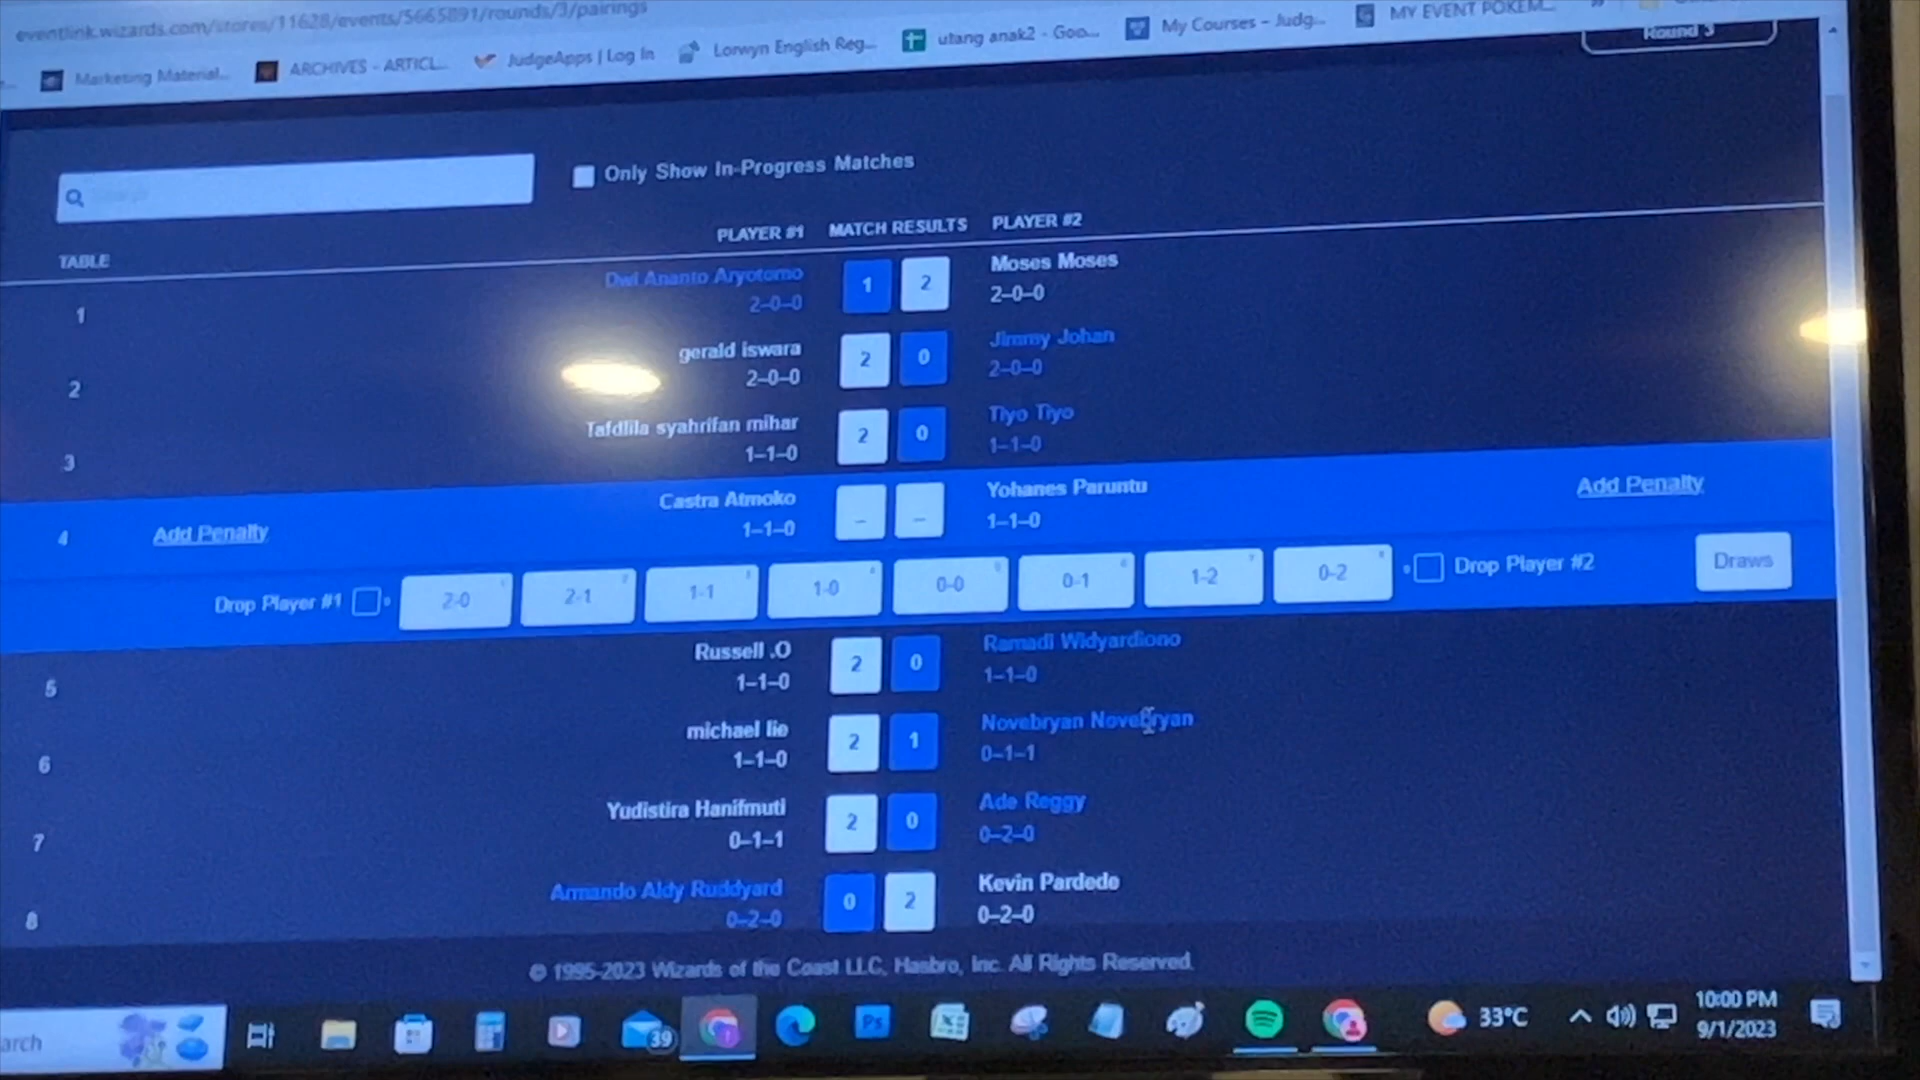 eventlink.wizards.com/stores/11628/events/5665891/rounds/3/pairings
Marketing Material... ARCHIVES - ARTICL... JudgeApps | Log In Lorwyn English Reg... utang anak2 - Goo... My Courses – Judg... MY EVENT POKEM...
Round 3
Only Show In-Progress Matches
TABLE PLAYER #1 MATCH RESULTS PLAYER #2
1 Dwi Ananto Aryotomo 1 2 Moses Moses
2–0–0 2–0–0
2 gerald iswara 2 0 Jimmy Johan
2–0–0 2–0–0
3 Tafdlila syahrifan mihar 2 0 Tiyo Tiyo
1–1–0 1–1–0
4 Add Penalty Castra Atmoko – – Yohanes Paruntu Add Penalty
1–1–0 1–1–0
Drop Player #1 2-0 2-1 1-1 1-0 0-0 0-1 1-2 0-2 Drop Player #2 Draws
5 Russell .O 2 0 Ramadi Widyardiono
1–1–0 1–1–0
6 michael lie 2 1 Novebryan Novebryan
1–1–0 0–1–1
7 Yudistira Hanifmuti 2 0 Ade Reggy
0–1–1 0–2–0
8 Armando Aldy Ruddyard 0 2 Kevin Pardede
0–2–0 0–2–0
© 1995-2023 Wizards of the Coast LLC, Hasbro, Inc. All Rights Reserved.
arch Ps 39 33°C 10:00 PM
9/1/2023